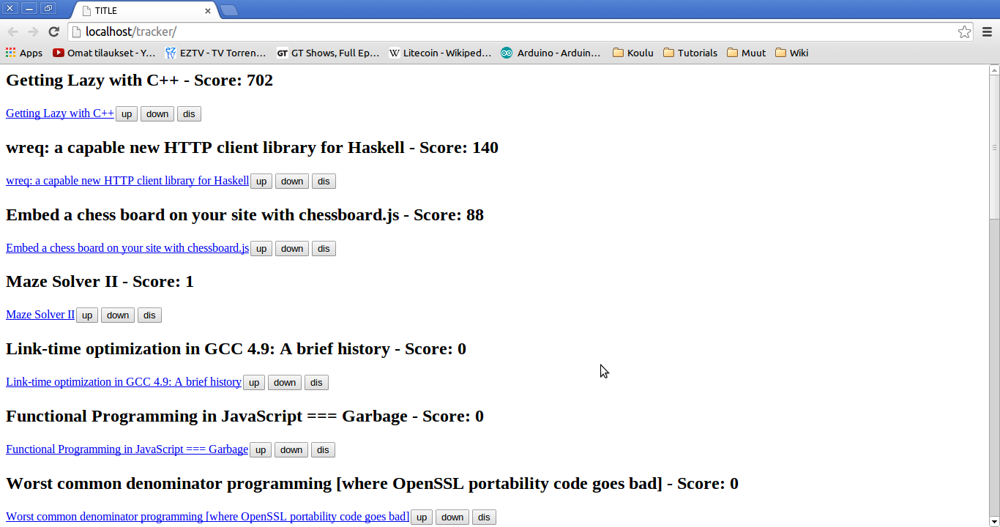 TITLE
localhost/tracker/
Apps Omat tilaukset - Y... EZTV - TV Torren... GT Shows, Full Ep... Litecoin - Wikiped... Arduino - Arduin... Koulu Tutorials Muut Wiki
Getting Lazy with C++ - Score: 702
Getting Lazy with C++ up down dis
wreq: a capable new HTTP client library for Haskell - Score: 140
wreq: a capable new HTTP client library for Haskell up down dis
Embed a chess board on your site with chessboard.js - Score: 88
Embed a chess board on your site with chessboard.js up down dis
Maze Solver II - Score: 1
Maze Solver II up down dis
Link-time optimization in GCC 4.9: A brief history - Score: 0
Link-time optimization in GCC 4.9: A brief history up down dis
Functional Programming in JavaScript === Garbage - Score: 0
Functional Programming in JavaScript === Garbage up down dis
Worst common denominator programming [where OpenSSL portability code goes bad] - Score: 0
Worst common denominator programming [where OpenSSL portability code goes bad] up down dis